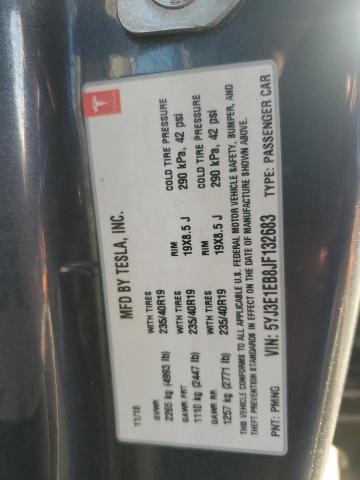 TESLA
MFD BY TESLA, INC.
11/18
GVWR WITH TIRES RIM COLD TIRE PRESSURE
2265 kg (4993 lb) 235/40R19 19X8.5 J 290 kPa, 42 psi
GAWR FRT WITH TIRES RIM COLD TIRE PRESSURE
1110 kg (2447 lb) 235/40R19 19X8.5 J 290 kPa, 42 psi
GAWR RR WITH TIRES
1257 kg (2771 lb) 235/40R19
THIS VEHICLE CONFORMS TO ALL APPLICABLE U.S. FEDERAL MOTOR VEHICLE SAFETY, BUMPER, AND
THEFT PREVENTION STANDARDS IN EFFECT ON THE DATE OF MANUFACTURE SHOWN ABOVE.
PNT: PMNG VIN: 5YJ3E1EB8JF132683 TYPE: PASSENGER CAR